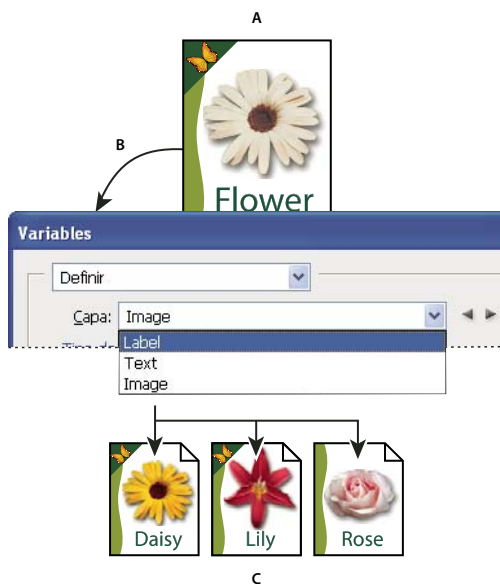 A
B
Flower
Variables
Definir
Capa: Image
Label
Text
Image
Daisy
Lily
Rose
C